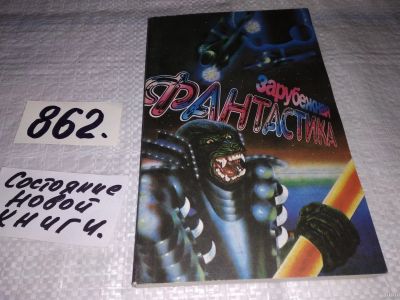 862.
Состояние
Новой
книги.
Зарубежная
ФАНТАСТИКА